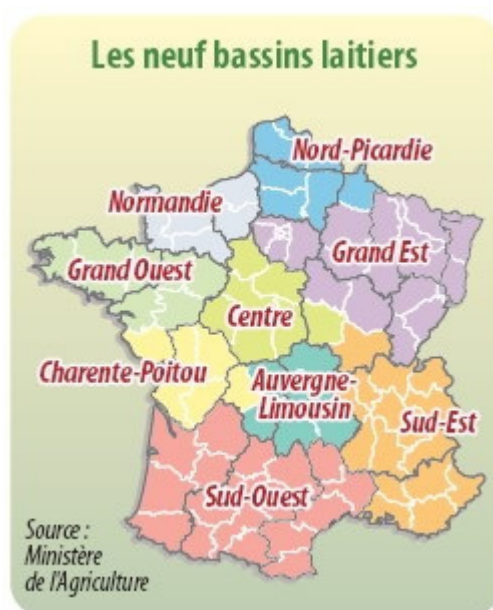 Les neuf bassins laitiers
Nord-Picardie
Normandie
Grand Est
Grand Ouest
Centre
Charente-Poitou
Auvergne-
Limousin
Sud-Est
Sud-Ouest
Source :
Ministère
de l'Agriculture